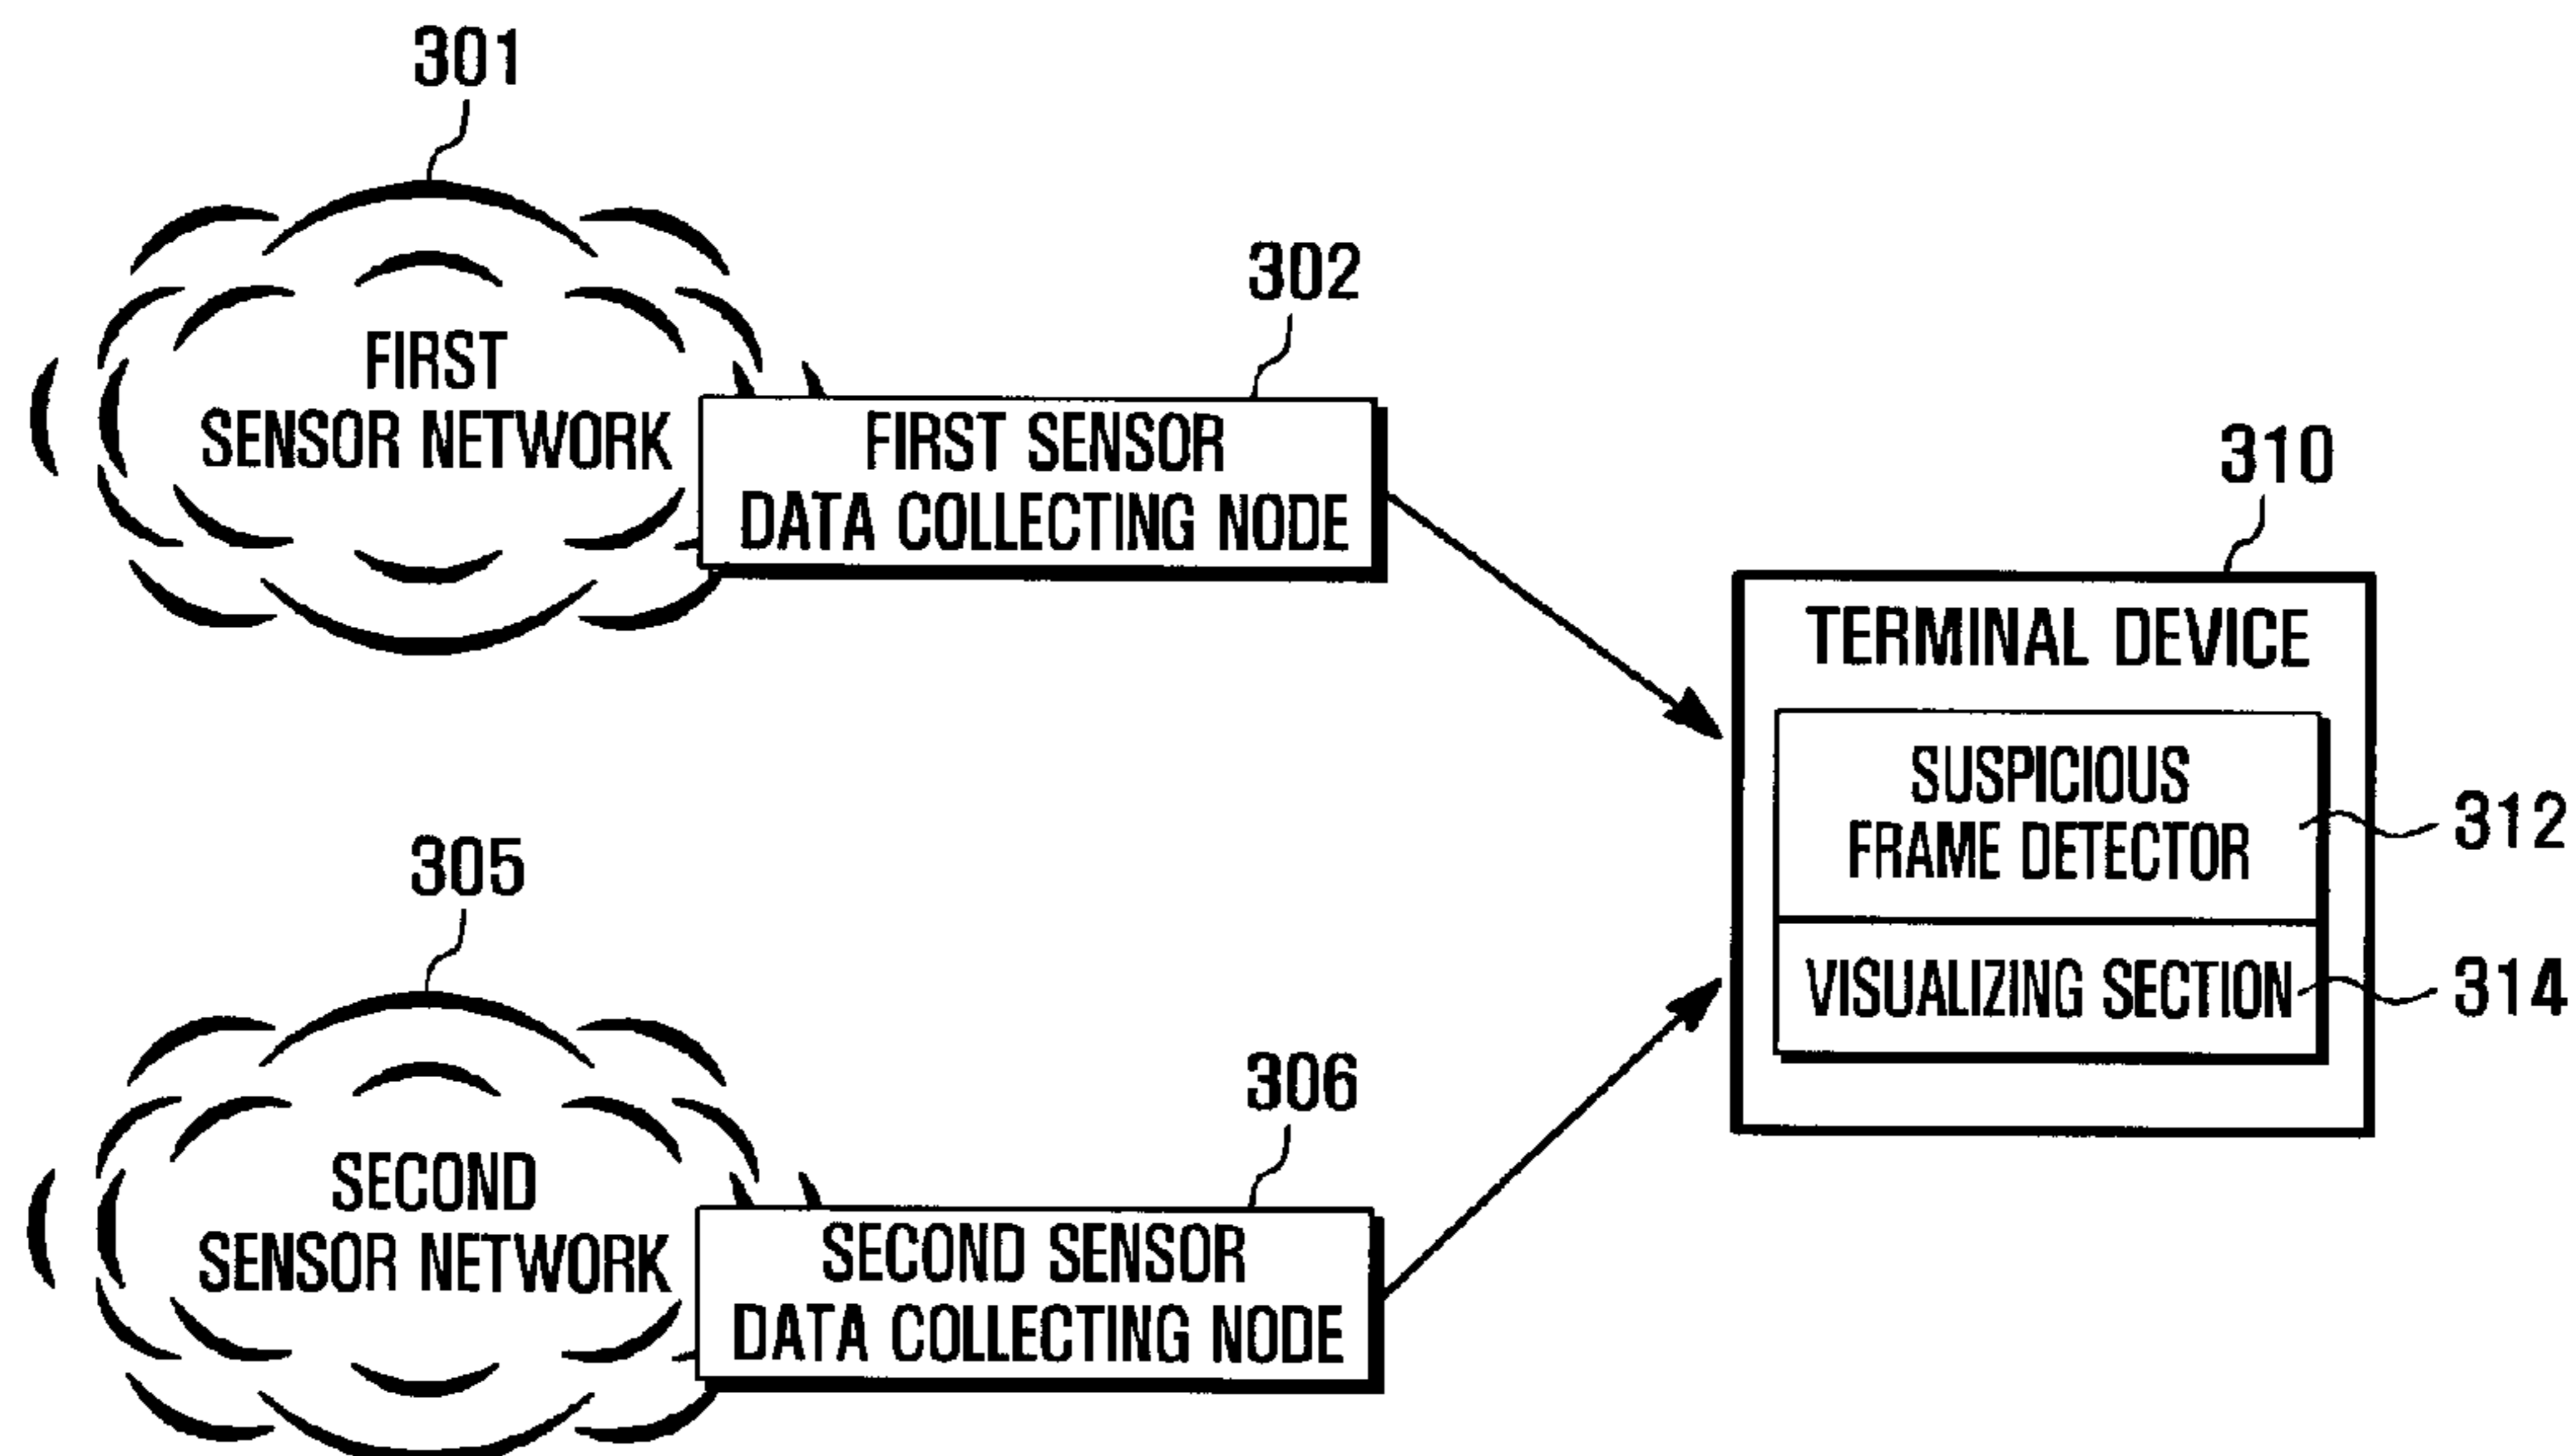 301
FIRST
SENSOR NETWORK
302
FIRST SENSOR
DATA COLLECTING NODE
310
TERMINAL DEVICE
SUSPICIOUS
FRAME DETECTOR
312
VISUALIZING SECTION
314
305
SECOND
SENSOR NETWORK
306
SECOND SENSOR
DATA COLLECTING NODE